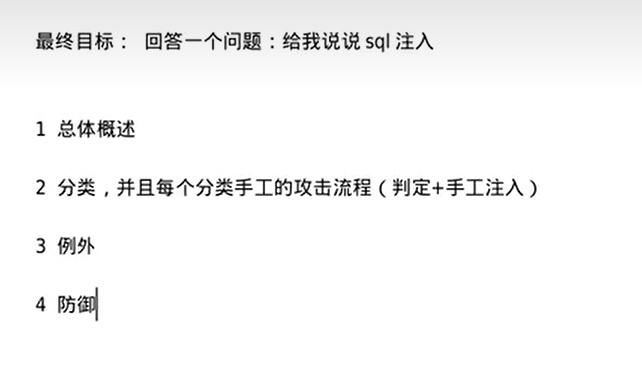 最终目标： 回答一个问题：给我说说 sql 注入
1 总体概述
2 分类，并且每个分类手工的攻击流程（判定+手工注入）
3 例外
4 防御